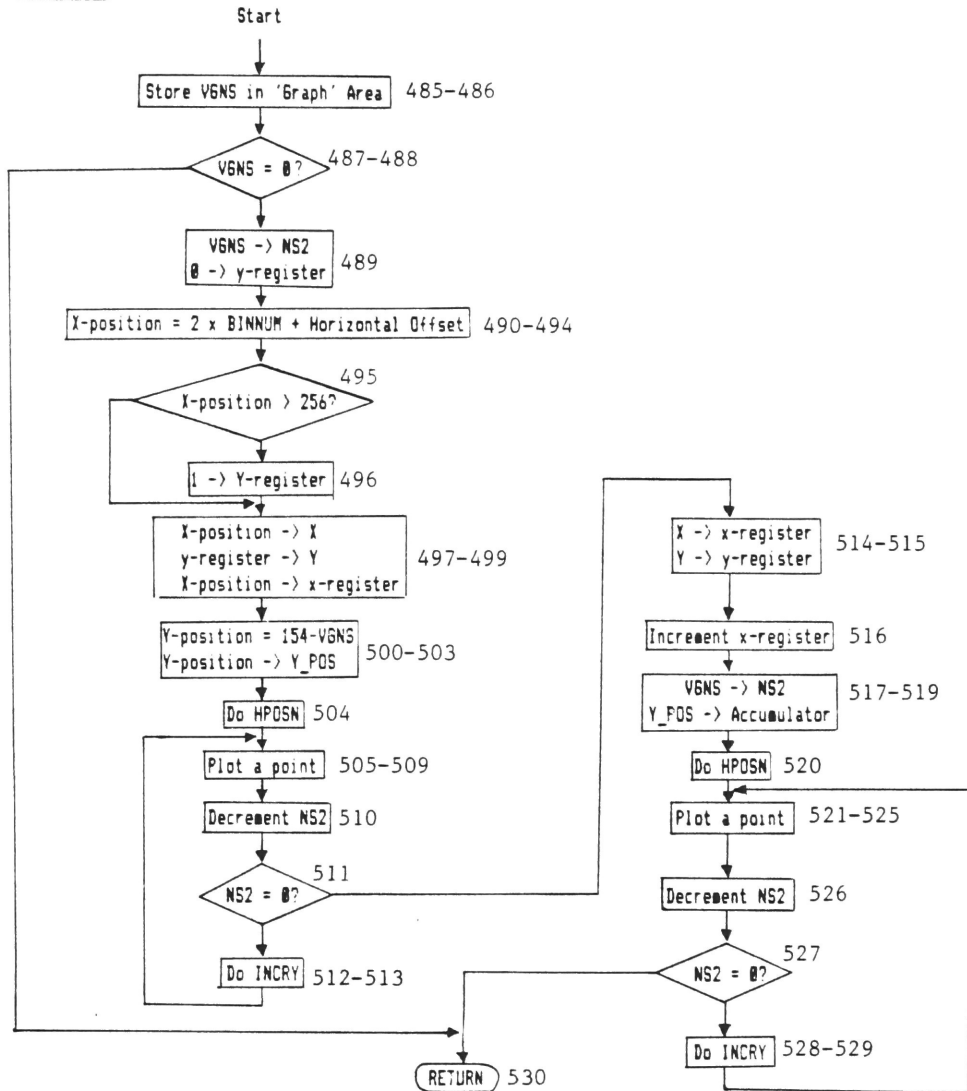 Start
Store VGNS in 'Graph' Area 485-486
VGNS = 0? 487-488
VGNS -> NS2
0 -> y-register 489
X-position = 2 x BINNUM + Horizontal Offset 490-494
495
X-position > 256?
1 -> Y-register 496
X-position -> X
y-register -> Y 497-499
X-position -> x-register
Y-position = 154-VGNS
Y-position -> Y_POS 500-503
Do HPOSN 504
Plot a point 505-509
Decrement NS2 510
511
NS2 = 0?
Do INCRY 512-513
X -> x-register
Y -> y-register 514-515
Increment x-register 516
VGNS -> NS2 517-519
Y_POS -> Accumulator
Do HPOSN 520
Plot a point 521-525
Decrement NS2 526
527
NS2 = 0?
Do INCRY 528-529
RETURN 530